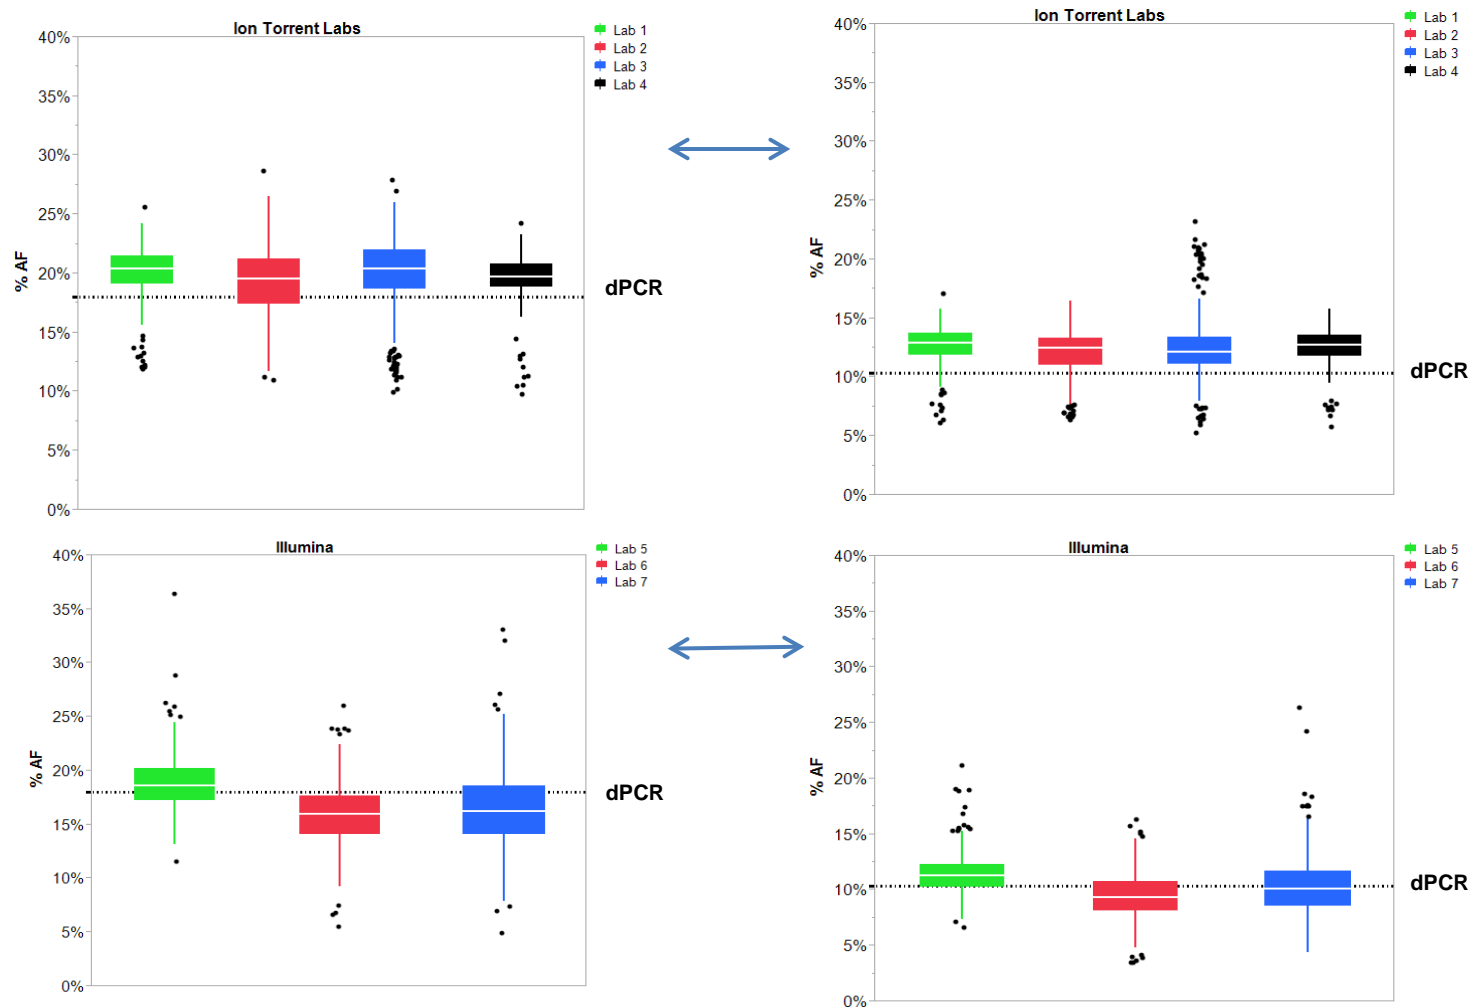 Ion Torrent Labs
40%
35%
30%
25%
20%
15%
10%
5%
0%
% AF
Lab 1
Lab 2
Lab 3
Lab 4
dPCR
Ion Torrent Labs
40%
35%
30%
25%
20%
15%
10%
5%
0%
% AF
Lab 1
Lab 2
Lab 3
Lab 4
dPCR
Illumina
40%
35%
30%
25%
20%
15%
10%
5%
0%
% AF
Lab 5
Lab 6
Lab 7
dPCR
Illumina
40%
35%
30%
25%
20%
15%
10%
5%
0%
% AF
Lab 5
Lab 6
Lab 7
dPCR